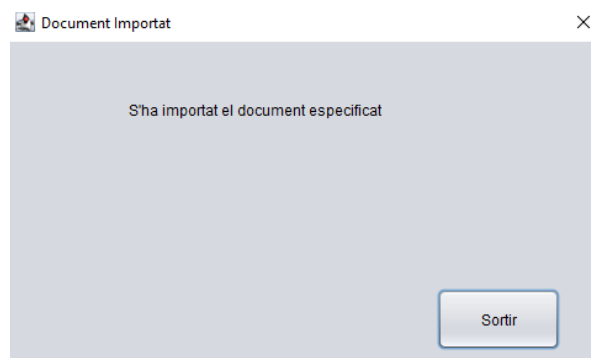 Document Importat
S'ha importat el document especificat
Sortir